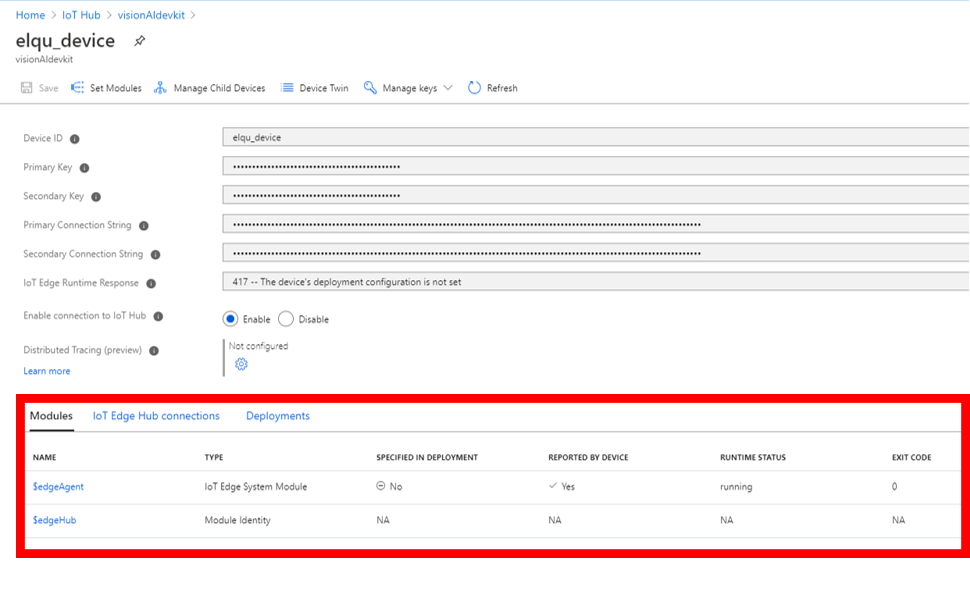 Home > IoT Hub > visionAIdevkit >
elqu_device
visionAIdevkit
Save Set Modules Manage Child Devices Device Twin Manage keys Refresh
Device ID elqu_device
Primary Key ••••••••••••••••••••••••••••••••••••••••••••
Secondary Key ••••••••••••••••••••••••••••••••••••••••••••
Primary Connection String ••••••••••••••••••••••••••••••••••••••••••••••••••••••••••••••••••••••••••••••••••••••••••••••••••••••••••••••••••••••••••
Secondary Connection String ••••••••••••••••••••••••••••••••••••••••••••••••••••••••••••••••••••••••••••••••••••••••••••••••••••••••••••••••••••••••••
IoT Edge Runtime Response 417 -- The device's deployment configuration is not set
Enable connection to IoT Hub Enable Disable
Distributed Tracing (preview) Not configured
Learn more
Modules IoT Edge Hub connections Deployments
NAME TYPE SPECIFIED IN DEPLOYMENT REPORTED BY DEVICE RUNTIME STATUS EXIT CODE
$edgeAgent IoT Edge System Module No Yes running 0
$edgeHub Module Identity NA NA NA NA